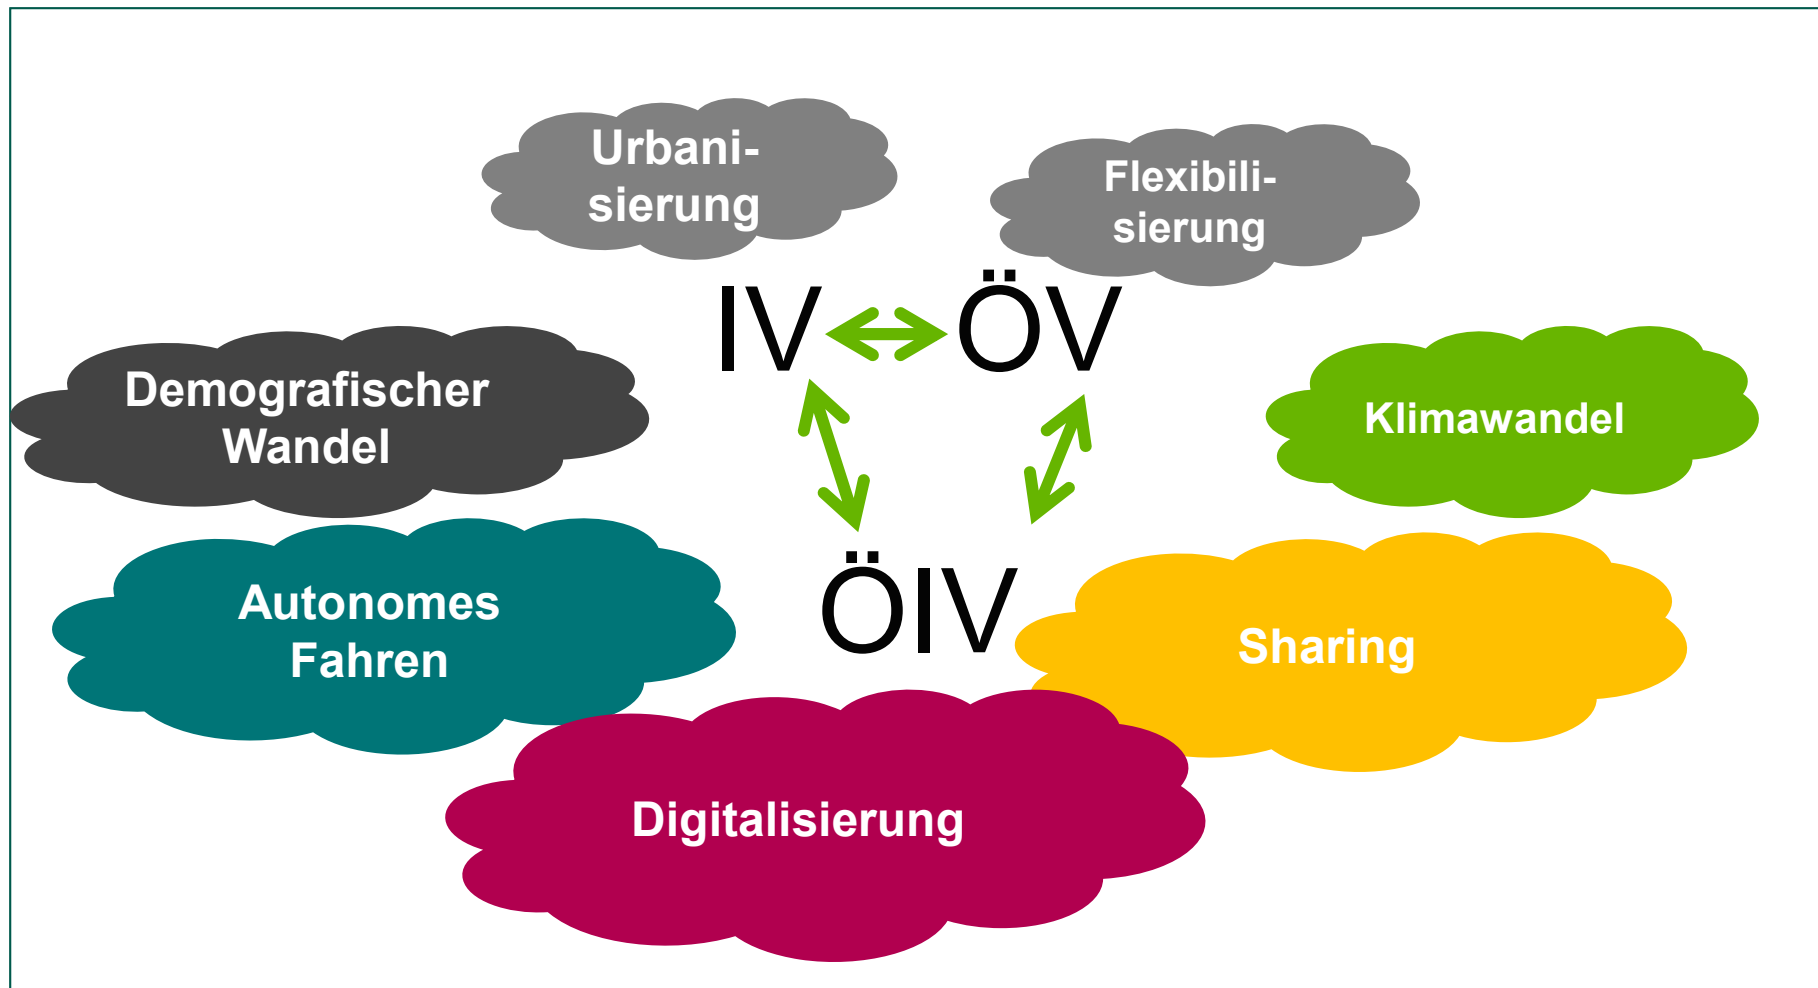 Urbani-
sierung
Flexibili-
sierung
IV
ÖV
Demografischer
Wandel
Klimawandel
Autonomes
Fahren
ÖIV
Sharing
Digitalisierung